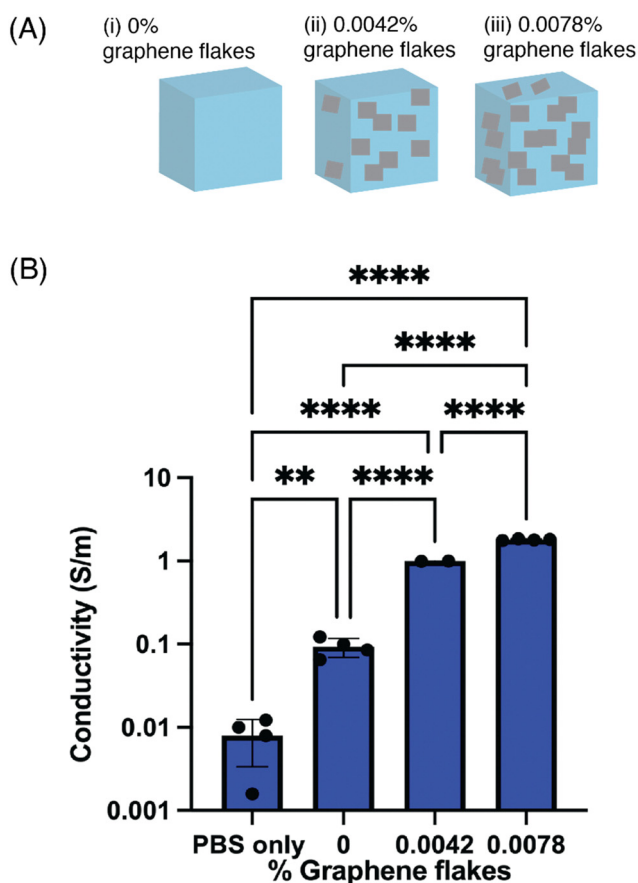 (A)
(i) 0%
graphene flakes
(ii) 0.0042%
graphene flakes
(iii) 0.0078%
graphene flakes
(B)
****
****
****
****
**
****
10
1
0.1
0.01
0.001
Conductivity (S/m)
PBS only
0
0.0042
0.0078
% Graphene flakes